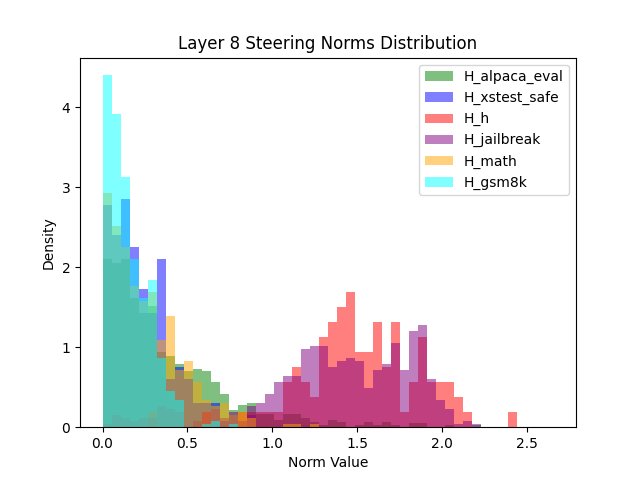 Layer 8 Steering Norms Distribution
H_alpaca_eval
H_xstest_safe
H_h
H_jailbreak
H_math
H_gsm8k
Density
4
3
2
1
0
0.0 0.5 1.0 1.5 2.0 2.5
Norm Value